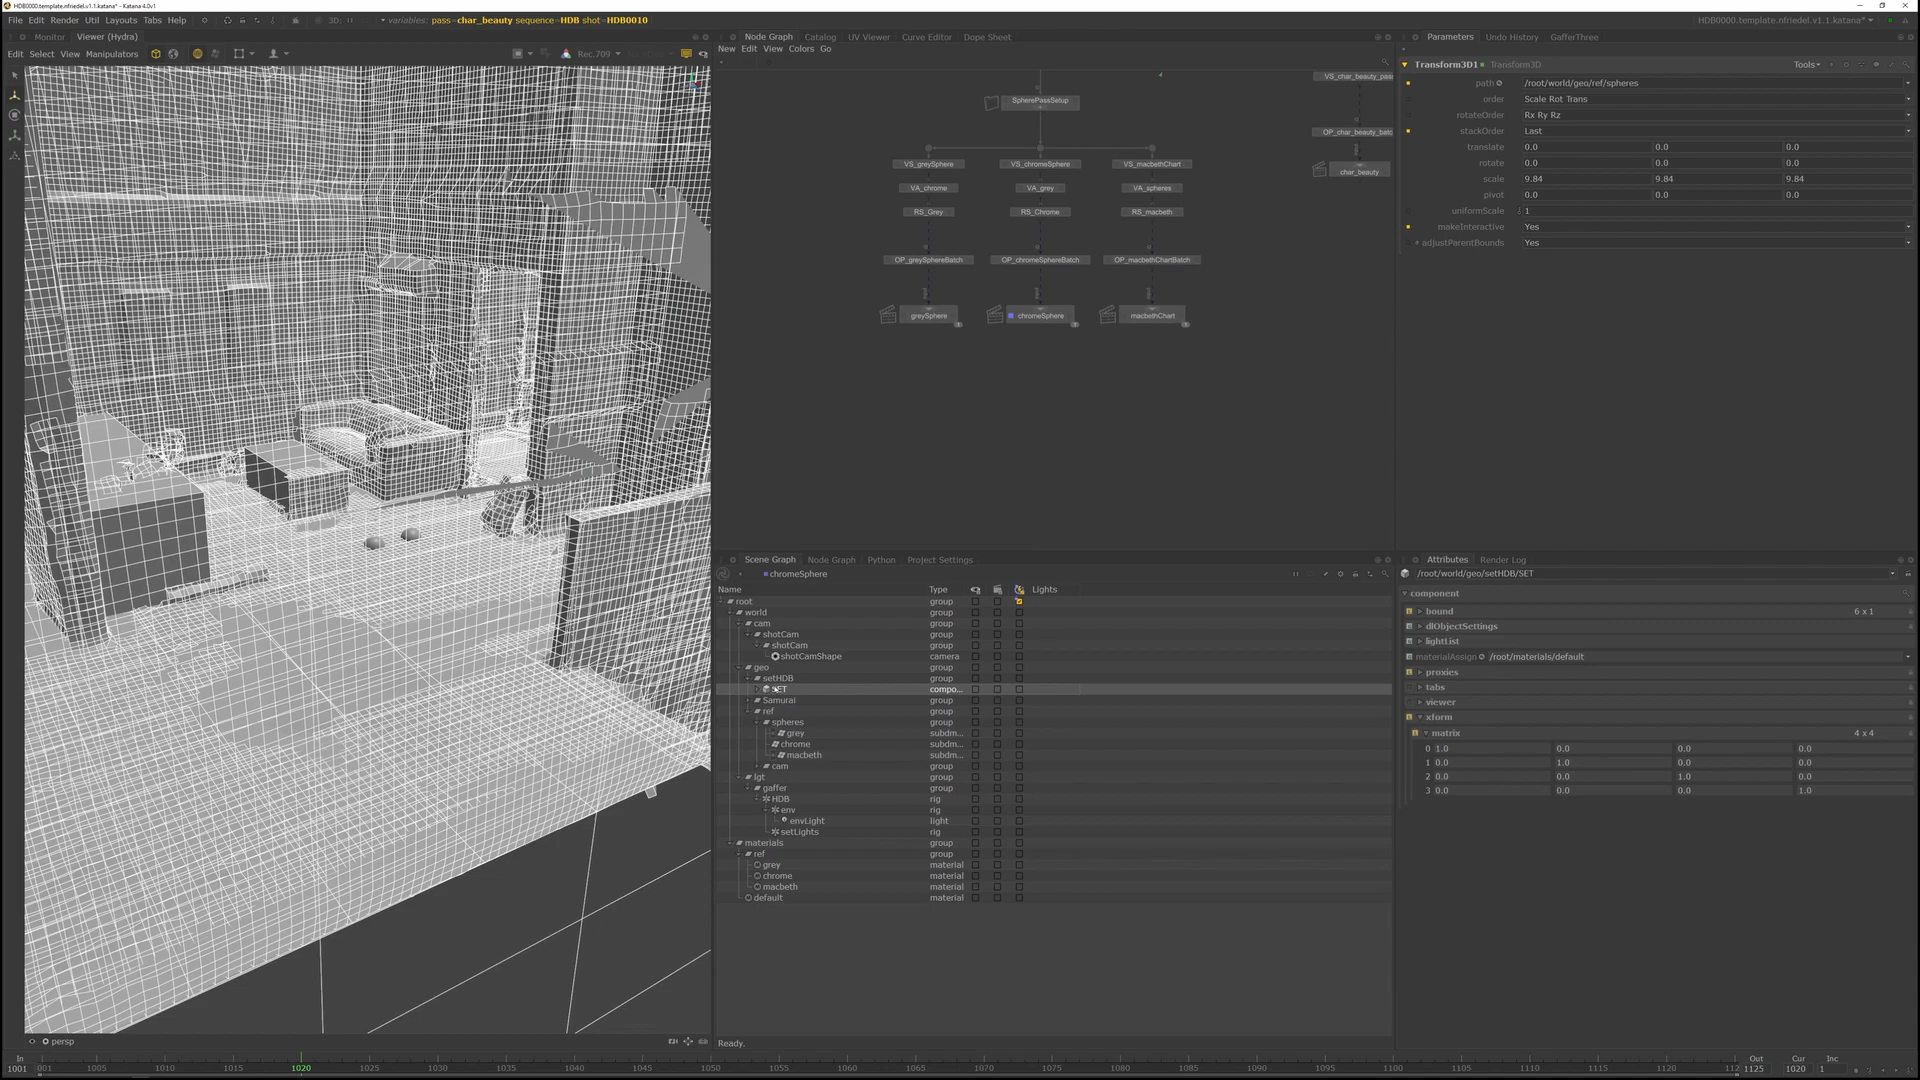 HDB0000.template.nfriedel.v1.1.katana* - Katana 4.0v1
File Edit Render Util Layouts Tabs Help 3D: variables: pass=char_beauty sequence=HDB shot=HDB0010 HDB0000.template.nfriedel.v1.1.katana*
Monitor Viewer (Hydra)
Edit Select View Manipulators Rec.709
persp
Node Graph Catalog UV Viewer Curve Editor Dope Sheet
New Edit View Colors Go
VS_char_beauty_pass
SpherePassSetup
OP_char_beauty_batc
VS_greySphere VS_chromeSphere VS_macbethChart
char_beauty
VA_chrome VA_grey VA_spheres
RS_Grey RS_Chrome RS_macbeth
OP_greySphereBatch OP_chromeSphereBatch OP_macbethChartBatch
greySphere chromeSphere macbethChart
Scene Graph Node Graph Python Project Settings
chromeSphere
Name Type Lights
root group
world group
cam group
shotCam group
shotCam group
shotCamShape camera
geo group
setHDB group
SET compo...
Samurai group
ref group
spheres group
grey subdm...
chrome subdm...
macbeth subdm...
cam group
lgt group
gaffer group
HDB rig
env rig
envLight light
setLights rig
materials group
ref group
grey material
chrome material
macbeth material
default material
Ready.
Parameters Undo History GafferThree
Transform3D1 Transform3D Tools
path /root/world/geo/ref/spheres
order Scale Rot Trans
rotateOrder Rx Ry Rz
stackOrder Last
translate 0.0 0.0 0.0
rotate 0.0 0.0 0.0
scale 9.84 9.84 9.84
pivot 0.0 0.0 0.0
uniformScale 1
makeInteractive Yes
adjustParentBounds Yes
Attributes Render Log
/root/world/geo/setHDB/SET
component
bound 6 x 1
dlObjectSettings
lightList
materialAssign /root/materials/default
proxies
tabs
viewer
xform
matrix 4 x 4
0 1.0 0.0 0.0 0.0
1 0.0 1.0 0.0 0.0
2 0.0 0.0 1.0 0.0
3 0.0 0.0 0.0 1.0
In Out Cur Inc
1001 001 1005 1010 1015 1020 1025 1030 1035 1040 1045 1050 1055 1060 1065 1070 1075 1080 1085 1090 1095 1100 1105 1110 1115 1120 112 1125 1020 1